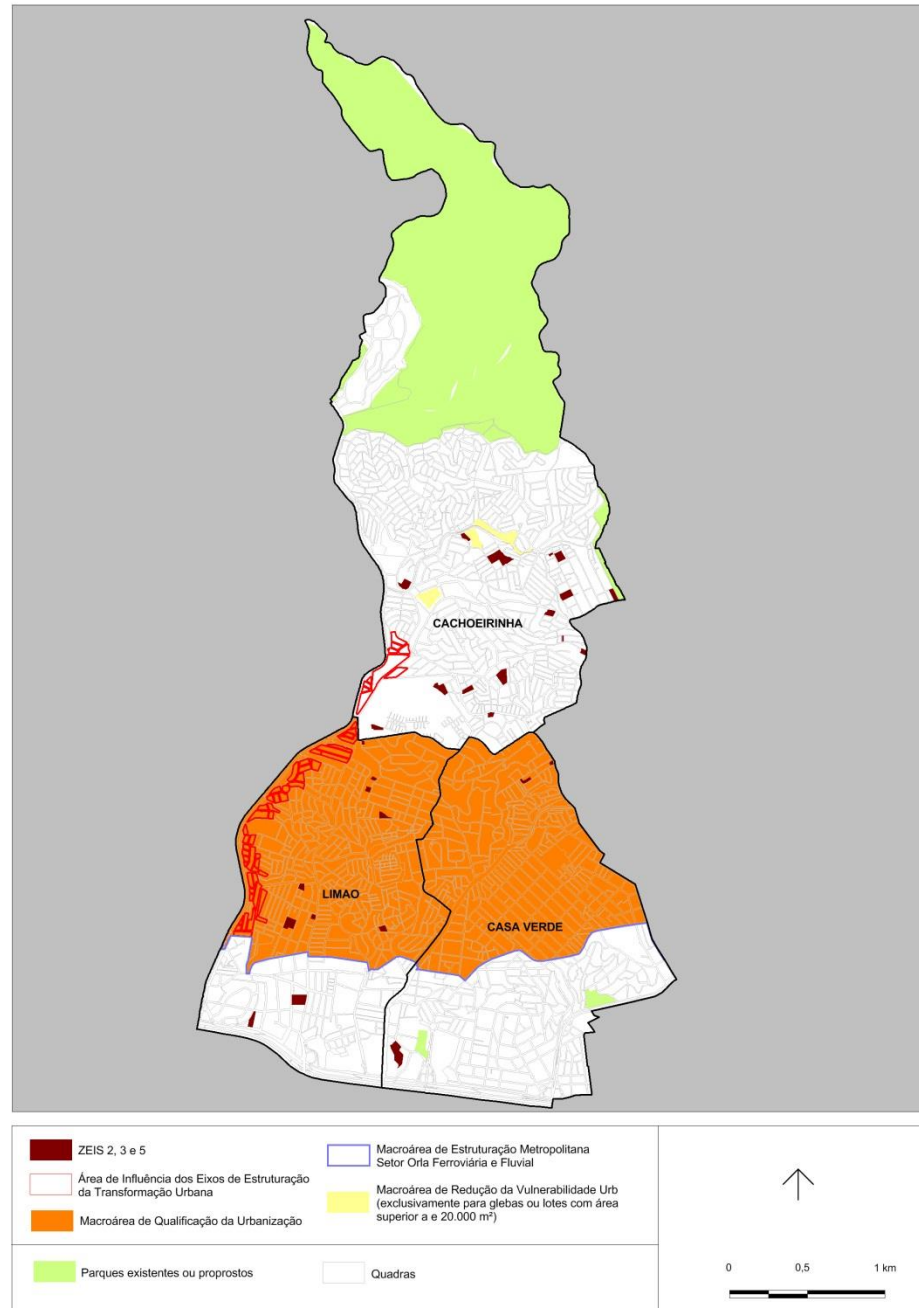 CACHOEIRINHA
LIMAO
CASA VERDE
ZEIS 2, 3 e 5
Área de Influência dos Eixos de Estruturação
da Transformação Urbana
Macroárea de Qualificação da Urbanização
Macroárea de Estruturação Metropolitana
Setor Orla Ferroviária e Fluvial
Macroárea de Redução da Vulnerabilidade Urb
(exclusivamente para glebas ou lotes com área
superior a e 20.000 m²)
Parques existentes ou proprostos
Quadras
0 0,5 1 km